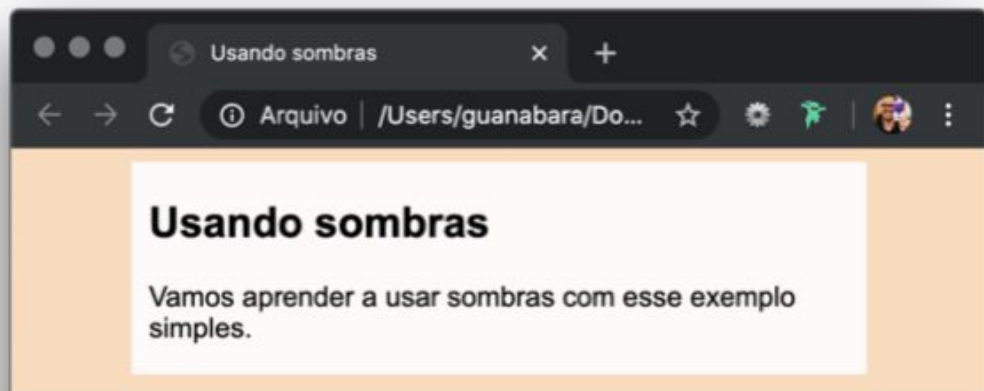 Usando sombras
Arquivo | /Users/guanabara/Do...
Usando sombras
Vamos aprender a usar sombras com esse exemplo
simples.